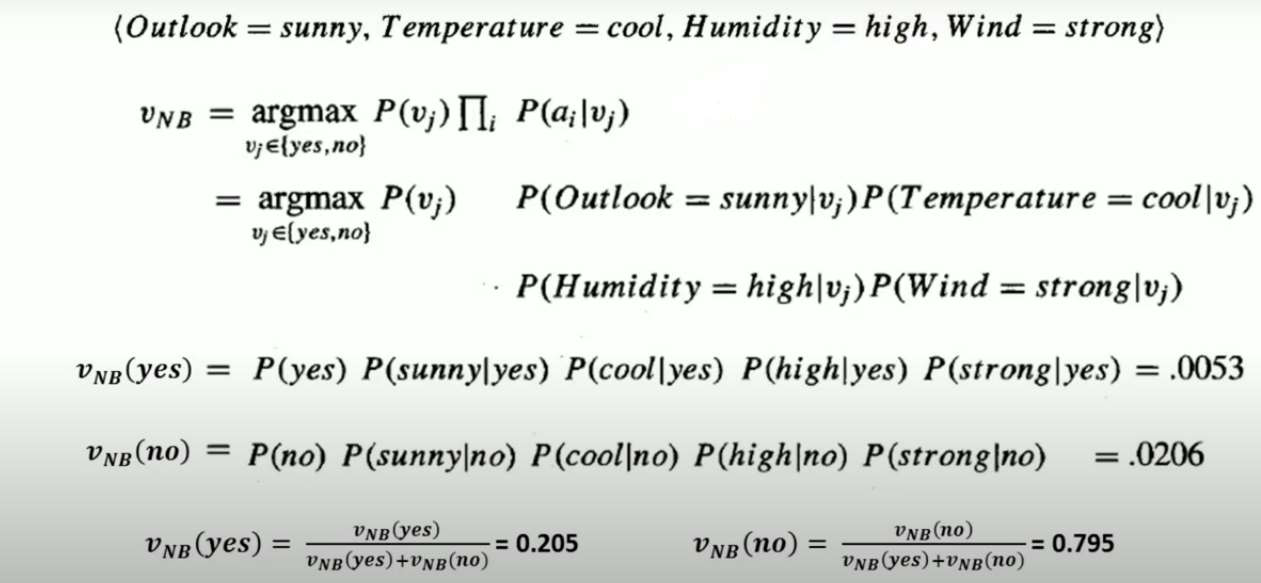 ⟨Outlook = sunny, Temperature = cool, Humidity = high, Wind = strong⟩
v_NB = argmax P(v_j) ∏_i P(a_i|v_j)
v_j∈{yes,no}
= argmax P(v_j) P(Outlook = sunny|v_j)P(Temperature = cool|v_j)
v_j∈{yes,no}
· P(Humidity = high|v_j)P(Wind = strong|v_j)
v_NB(yes) = P(yes) P(sunny|yes) P(cool|yes) P(high|yes) P(strong|yes) = .0053
v_NB(no) = P(no) P(sunny|no) P(cool|no) P(high|no) P(strong|no) = .0206
v_NB(yes) = v_NB(yes) / v_NB(yes)+v_NB(no) = 0.205 v_NB(no) = v_NB(no) / v_NB(yes)+v_NB(no) = 0.795